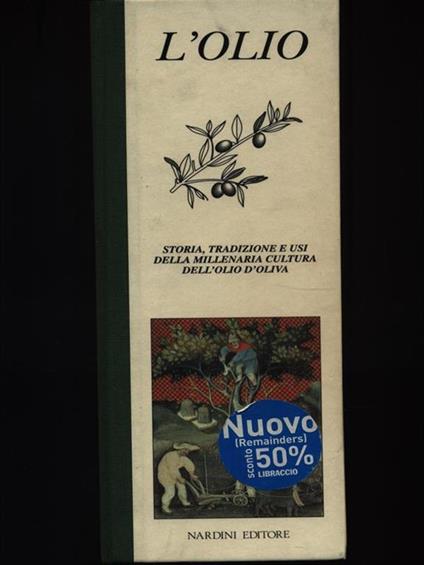 L'OLIO
STORIA, TRADIZIONE E USI
DELLA MILLENARIA CULTURA
DELL'OLIO D'OLIVA
Nuovo
(Remainders)
sconto
50%
LIBRACCIO
NARDINI EDITORE